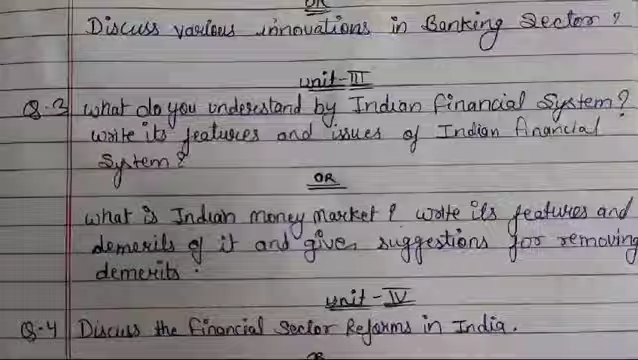 OR
Discuss various innovations in Banking Sector?
unit-III
Q.3 what do you understand by Indian Financial System?
write its features and issues of Indian financial
System?
OR
what is Indian money market? write its features and
demerits of it and give suggestions for removing
demerits.
unit-IV
Q.4 Discuss the financial Sector Reforms in India.
OR